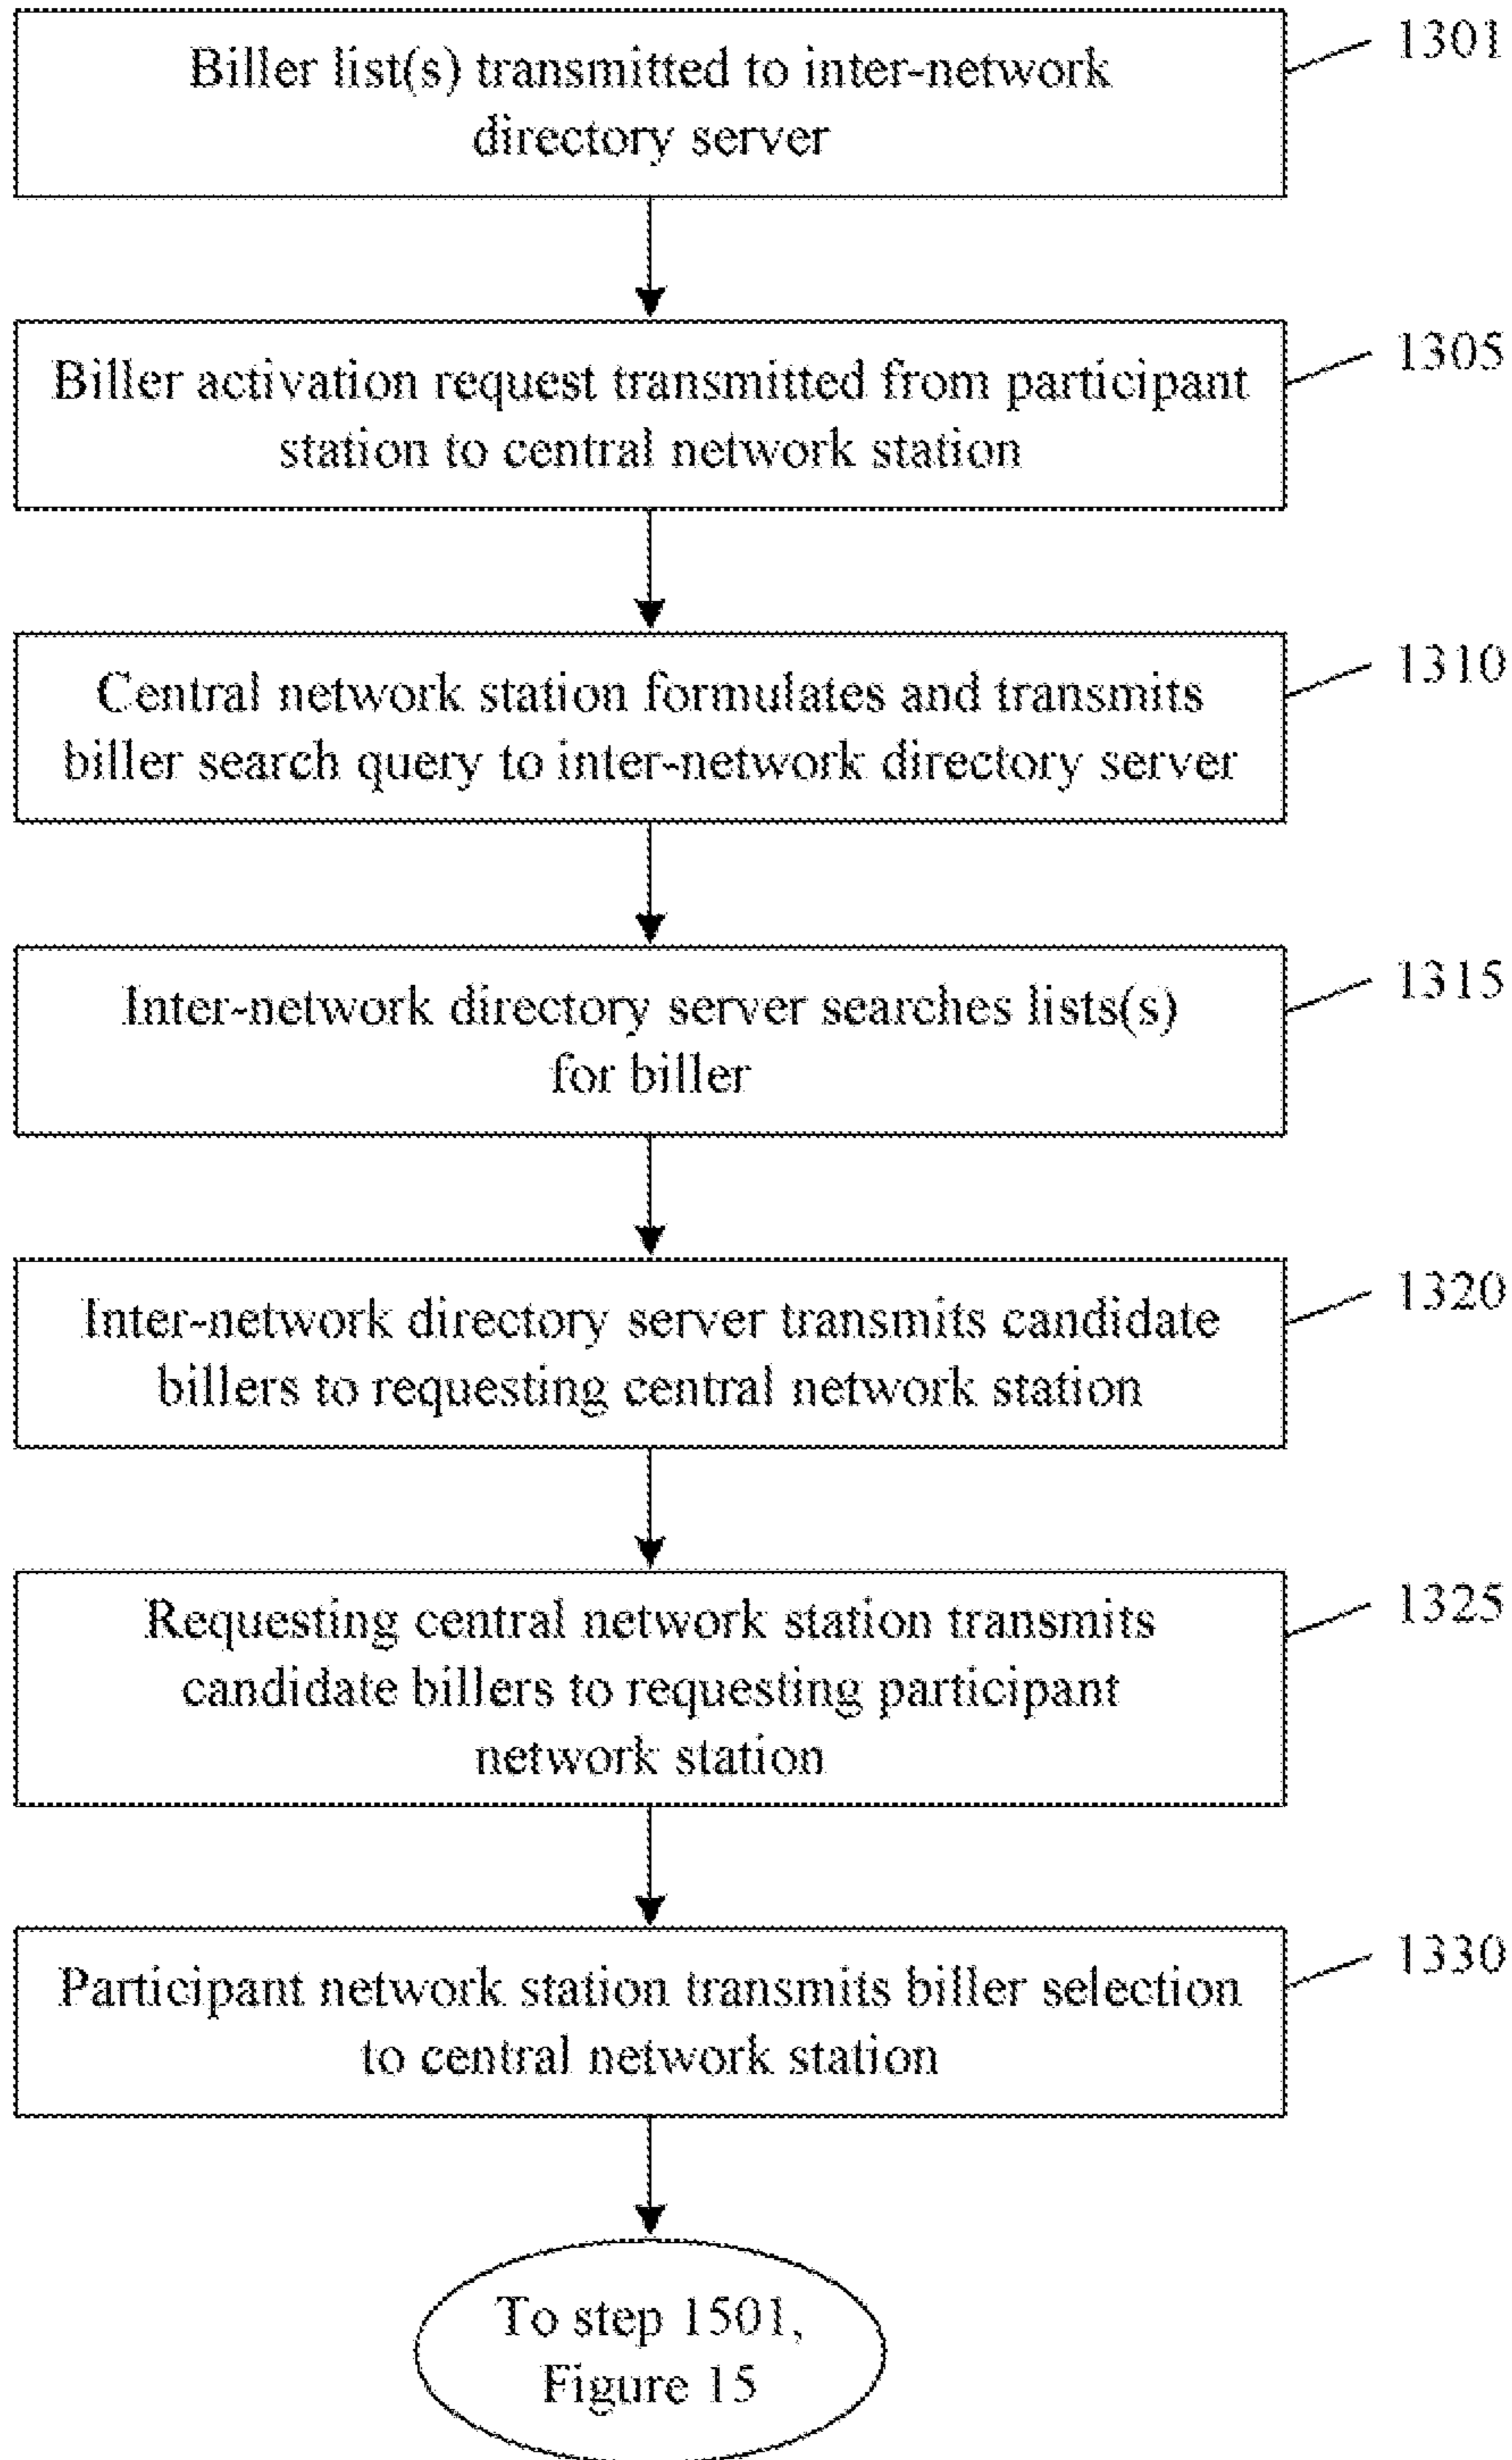 1301
Biller list(s) transmitted to inter-network
directory server
1305
Biller activation request transmitted from participant
station to central network station
1310
Central network station formulates and transmits
biller search query to inter-network directory server
1315
Inter-network directory server searches lists(s)
for biller
1320
Inter-network directory server transmits candidate
billers to requesting central network station
1325
Requesting central network station transmits
candidate billers to requesting participant
network station
1330
Participant network station transmits biller selection
to central network station
To step 1501,
Figure 15